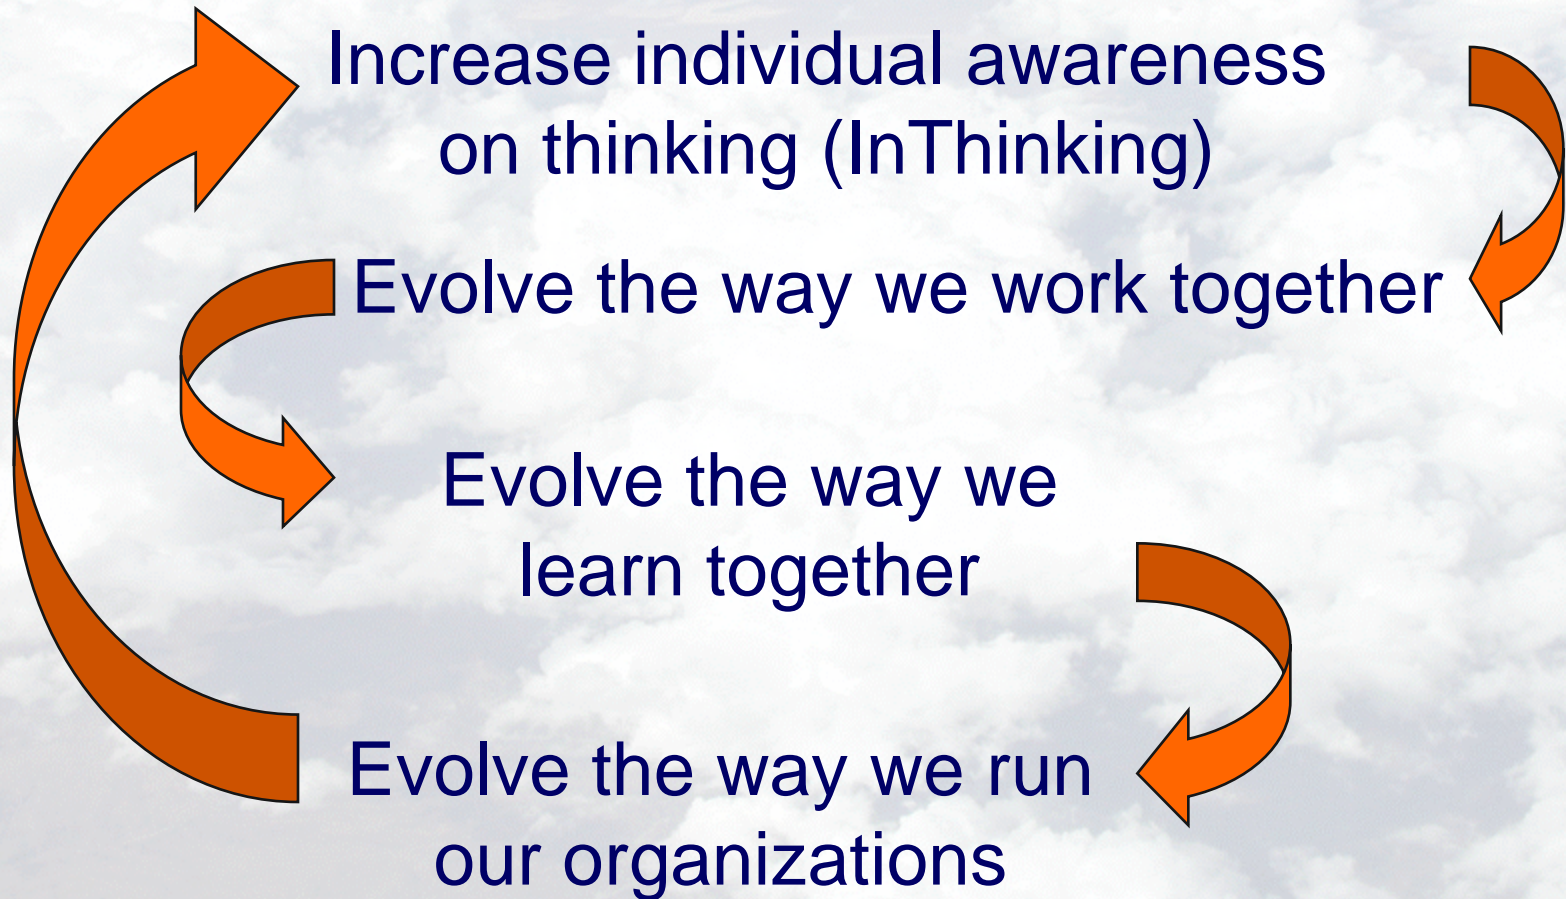 Increase individual awareness
on thinking (InThinking)
Evolve the way we work together
Evolve the way we
learn together
Evolve the way we run
our organizations